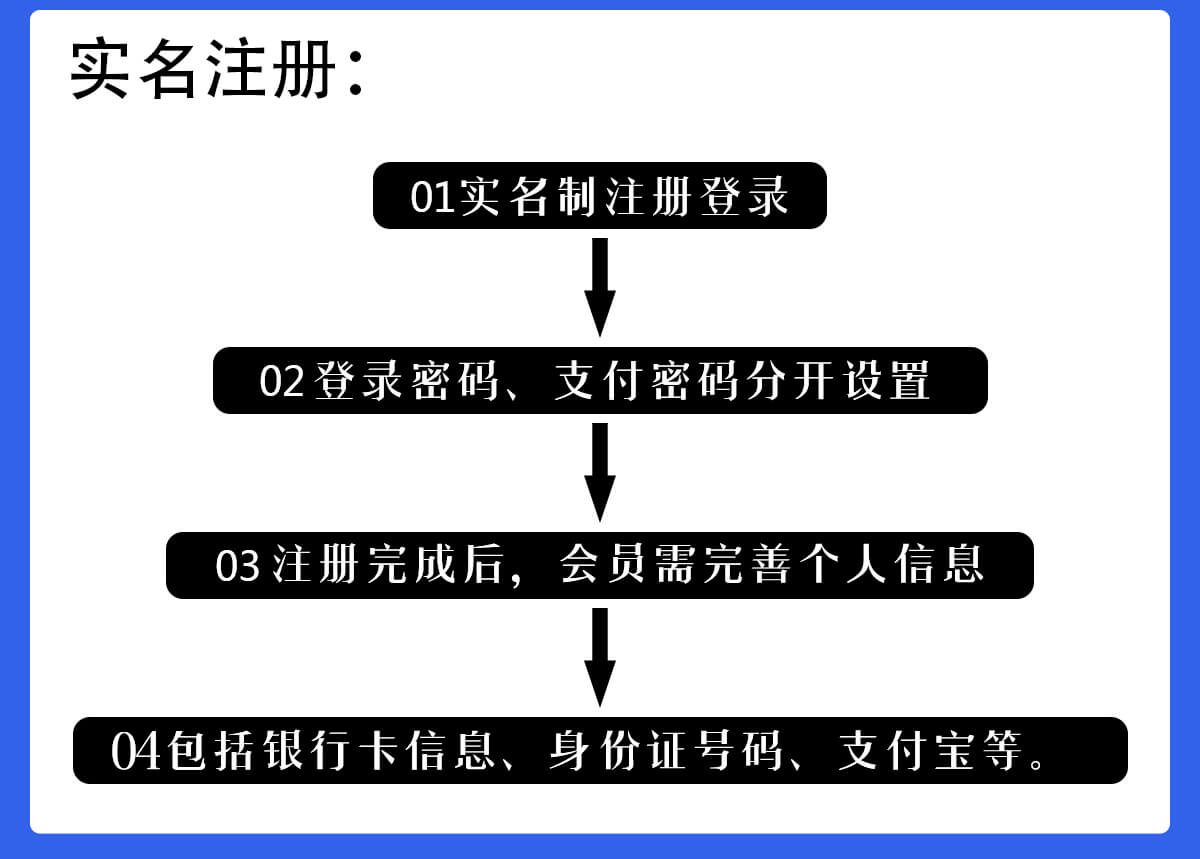 实名注册：
01实名制注册登录
02登录密码、支付密码分开设置
03注册完成后，会员需完善个人信息
04包括银行卡信息、身份证号码、支付宝等。